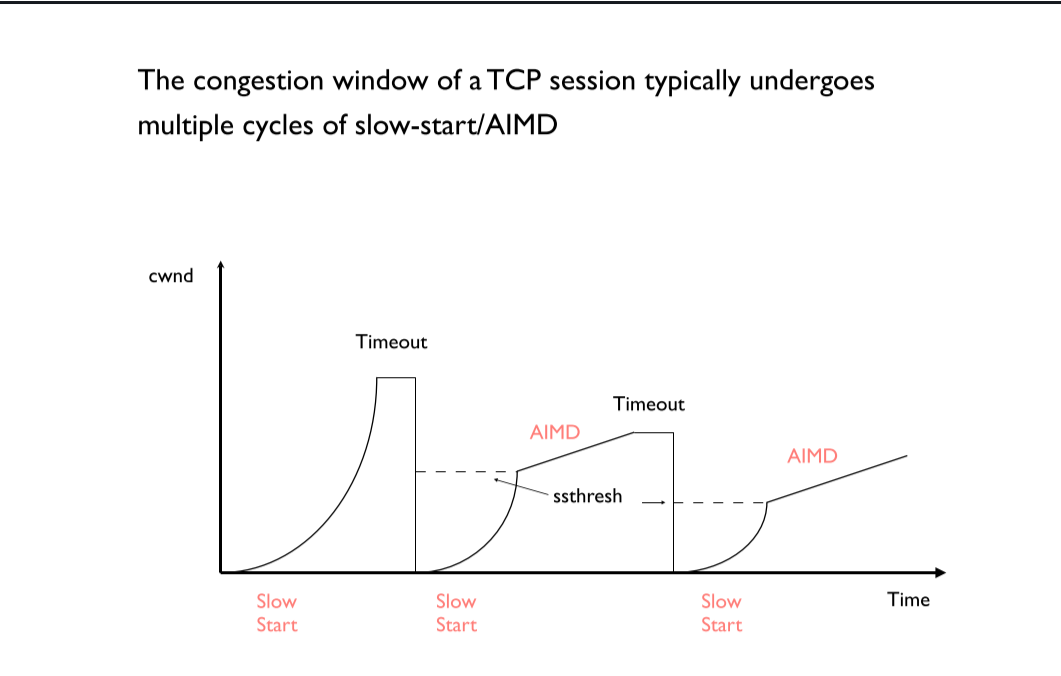 The congestion window of a TCP session typically undergoes
multiple cycles of slow-start/AIMD
cwnd
Timeout
Timeout
AIMD
AIMD
ssthresh
Slow
Start
Slow
Start
Slow
Start
Time